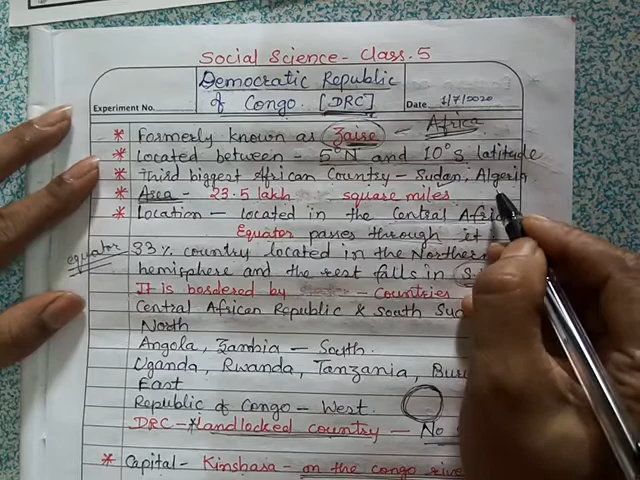 Social Science - Class. 5
Experiment No.
Democratic Republic
of Congo. [DRC]
Date 1/7/2020
* Formerly known as Zaire - Africa
* Located between - 5°N and 10°S latitude
* Third biggest African Country - Sudan, Algeria
* Area - 23.5 lakh square miles
* Location - located in the Central Africa
Equator passes through it
equator 33% country located in the Northern
hemisphere and the rest falls in
It is bordered by Countries
Central African Republic & South
North
Angola, Zambia - South.
Uganda, Rwanda, Tanzania,
East
Republic of Congo - West.
DRC - *Landlocked country - No
* Capital - Kinshasa - on the congo